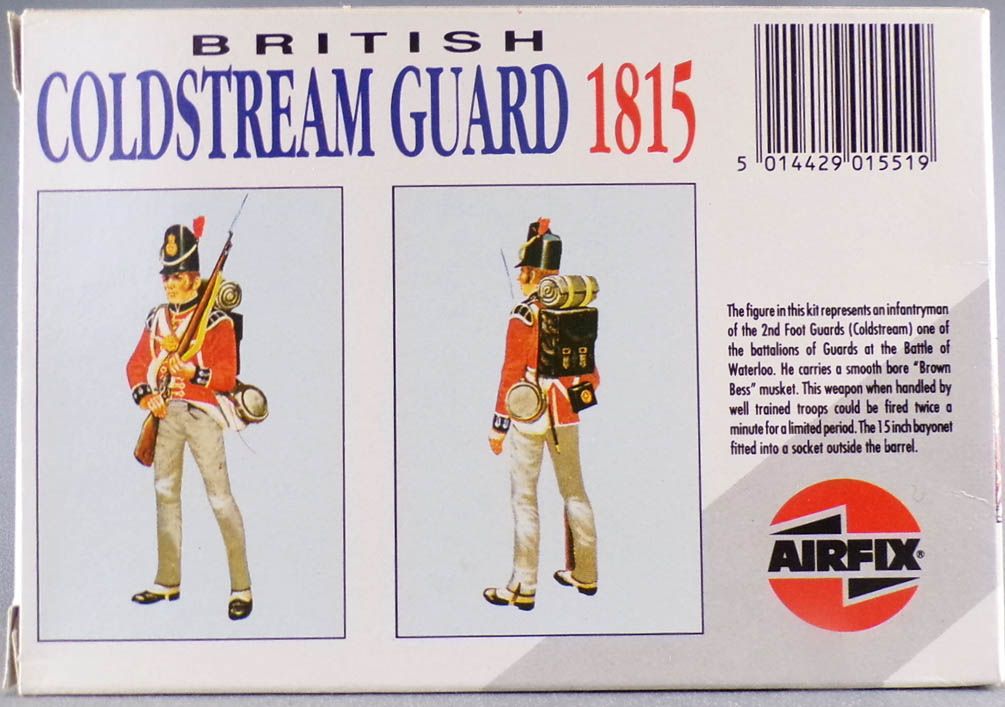 BRITISH
COLDSTREAM GUARD 1815
5 014429 015519
The figure in this kit represents an infantryman
of the 2nd Foot Guards (Coldstream) one of
the battalions of Guards at the Battle of
Waterloo. He carries a smooth bore "Brown
Bess" musket. This weapon when handled by
well trained troops could be fired twice a
minute for a limited period. The 15 inch bayonet
fitted into a socket outside the barrel.
AIRFIX®